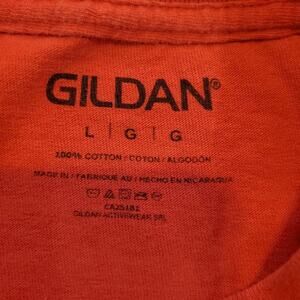 GILDAN®
L | G | G
100% COTTON / COTON / ALGODÓN
MADE IN / FABRIQUÉ AU / HECHO EN NICARAGUA
CA25181
GILDAN ACTIVEWEAR SRL